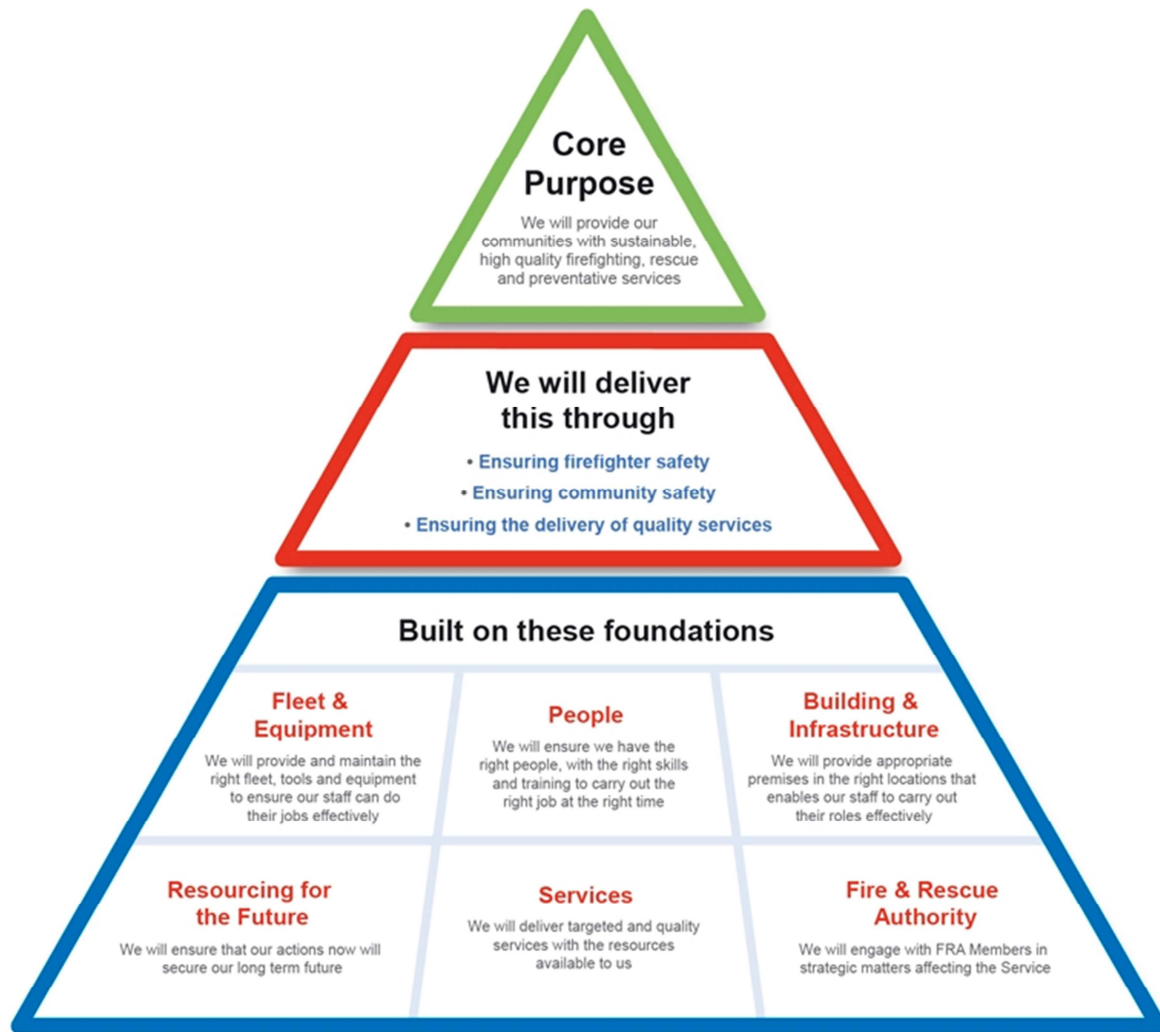 Core
Purpose
We will provide our
communities with sustainable,
high quality firefighting, rescue
and preventative services
We will deliver
this through
• Ensuring firefighter safety
• Ensuring community safety
• Ensuring the delivery of quality services
Built on these foundations
Fleet &
Equipment
We will provide and maintain the
right fleet, tools and equipment
to ensure our staff can do
their jobs effectively
People
We will ensure we have the
right people, with the right skills
and training to carry out the
right job at the right time
Building &
Infrastructure
We will provide appropriate
premises in the right locations that
enables our staff to carry out
their roles effectively
Resourcing for
the Future
We will ensure that our actions now will
secure our long term future
Services
We will deliver targeted and quality
services with the resources
available to us
Fire & Rescue
Authority
We will engage with FRA Members in
strategic matters affecting the Service